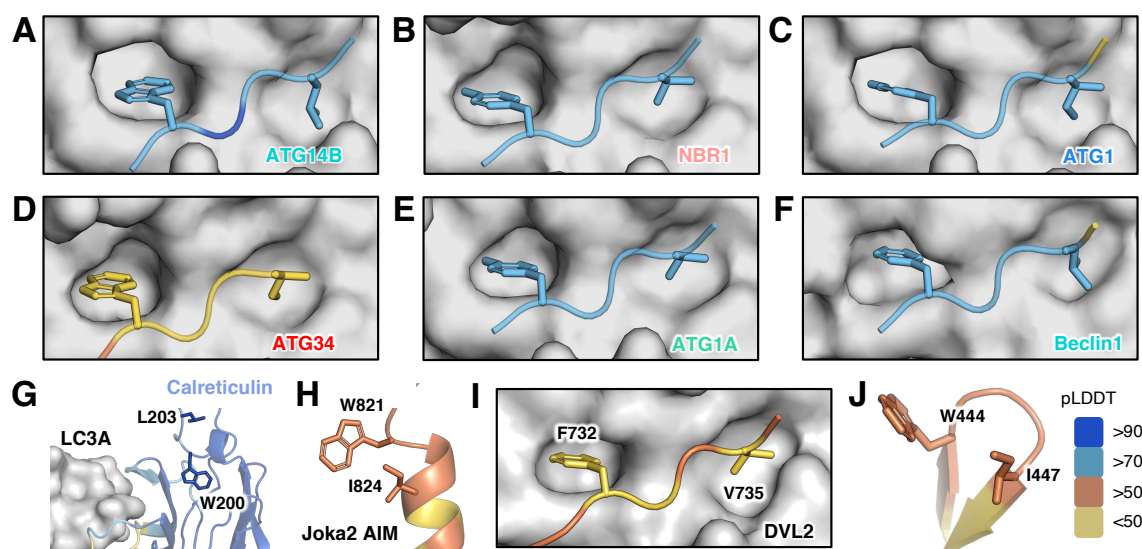 A
ATG14B
B
NBR1
C
ATG1
D
ATG34
E
ATG1A
F
Beclin1
G
Calreticulin
L203
LC3A
W200
H
W821
I824
Joka2 AIM
I
F732
V735
DVL2
J
W444
I447
pLDDT
>90
>70
>50
<50